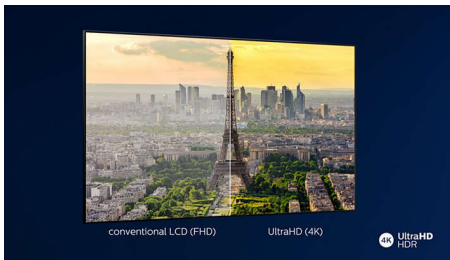 conventional LCD (FHD)
UltraHD (4K)
4K
UltraHD
HDR